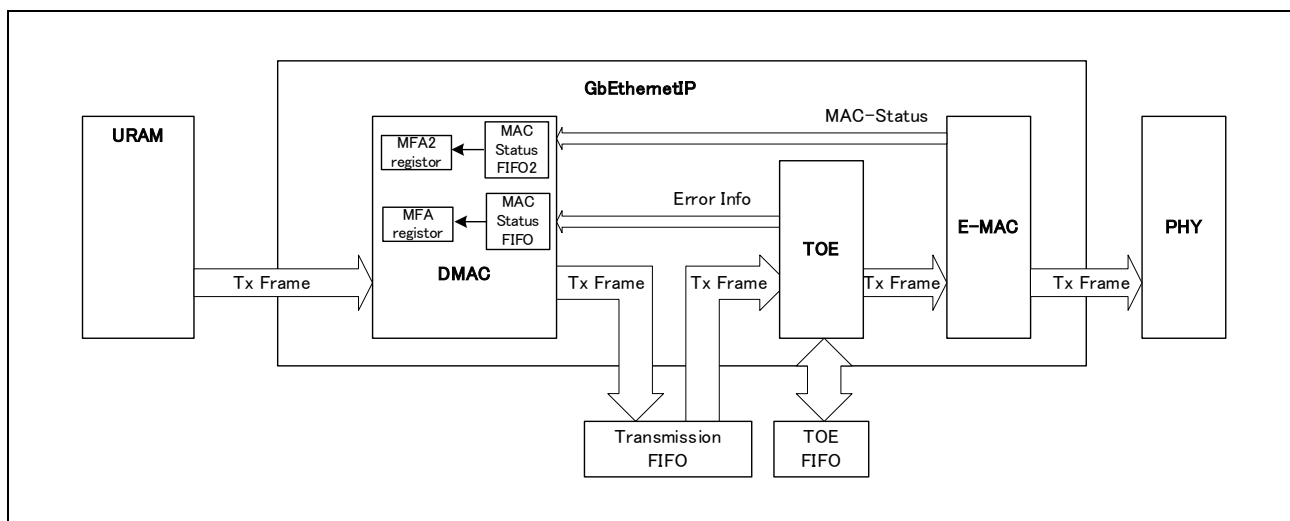 GbEthernetIP
URAM
MFA2
registor
MAC
Status
FIFO2
MAC-Status
MFA
registor
MAC
Status
FIFO
Error Info
DMAC
TOE
E-MAC
PHY
Tx Frame
Tx Frame
Tx Frame
Tx Frame
Tx Frame
Transmission
FIFO
TOE
FIFO